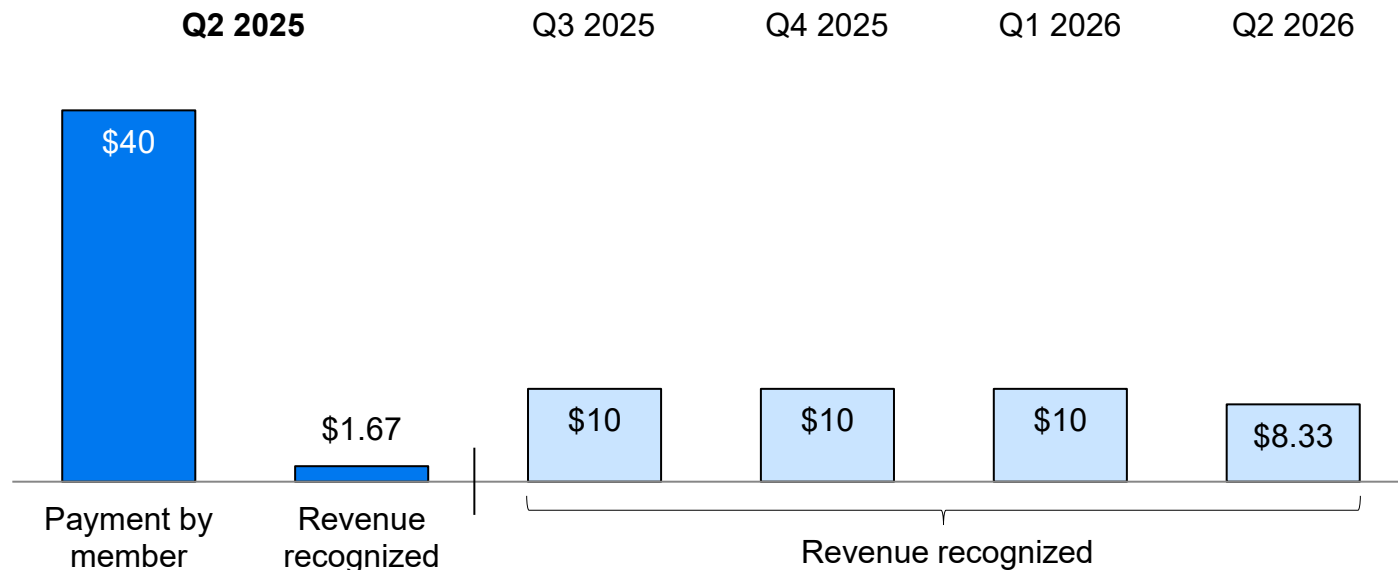 Q2 2025 Q3 2025 Q4 2025 Q1 2026 Q2 2026
$40
$1.67
$10 $10 $10 $8.33
Payment by
member
Revenue
recognized
Revenue recognized